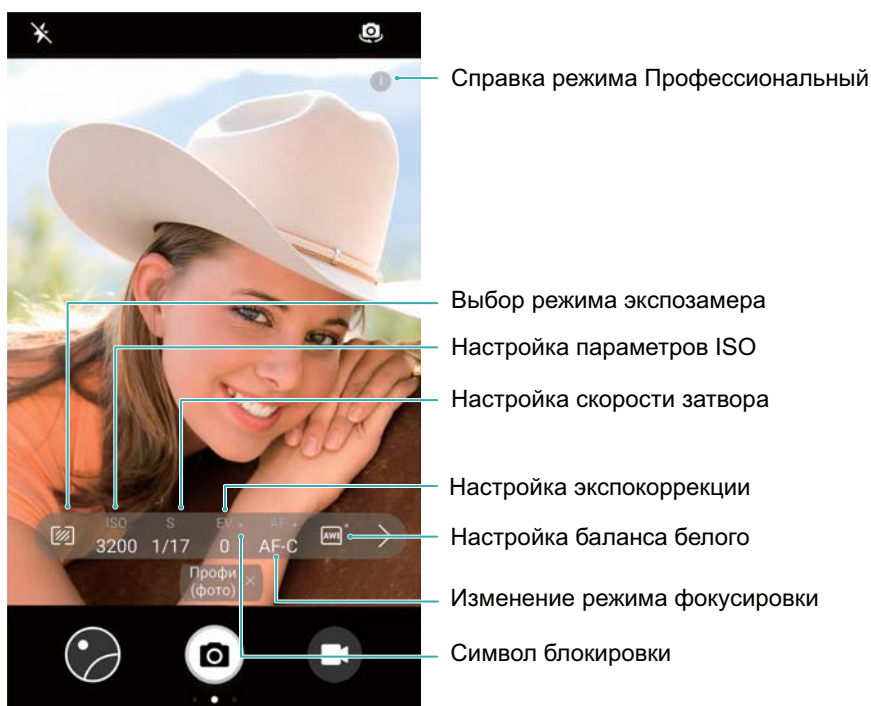 Справка режима Профессиональный
Выбор режима экспозамера
Настройка параметров ISO
Настройка скорости затвора
Настройка экспокоррекции
ISO S EV AF
3200 1/17 0 AF-C AWB
Настройка баланса белого
Профи
(фото)
Изменение режима фокусировки
Символ блокировки